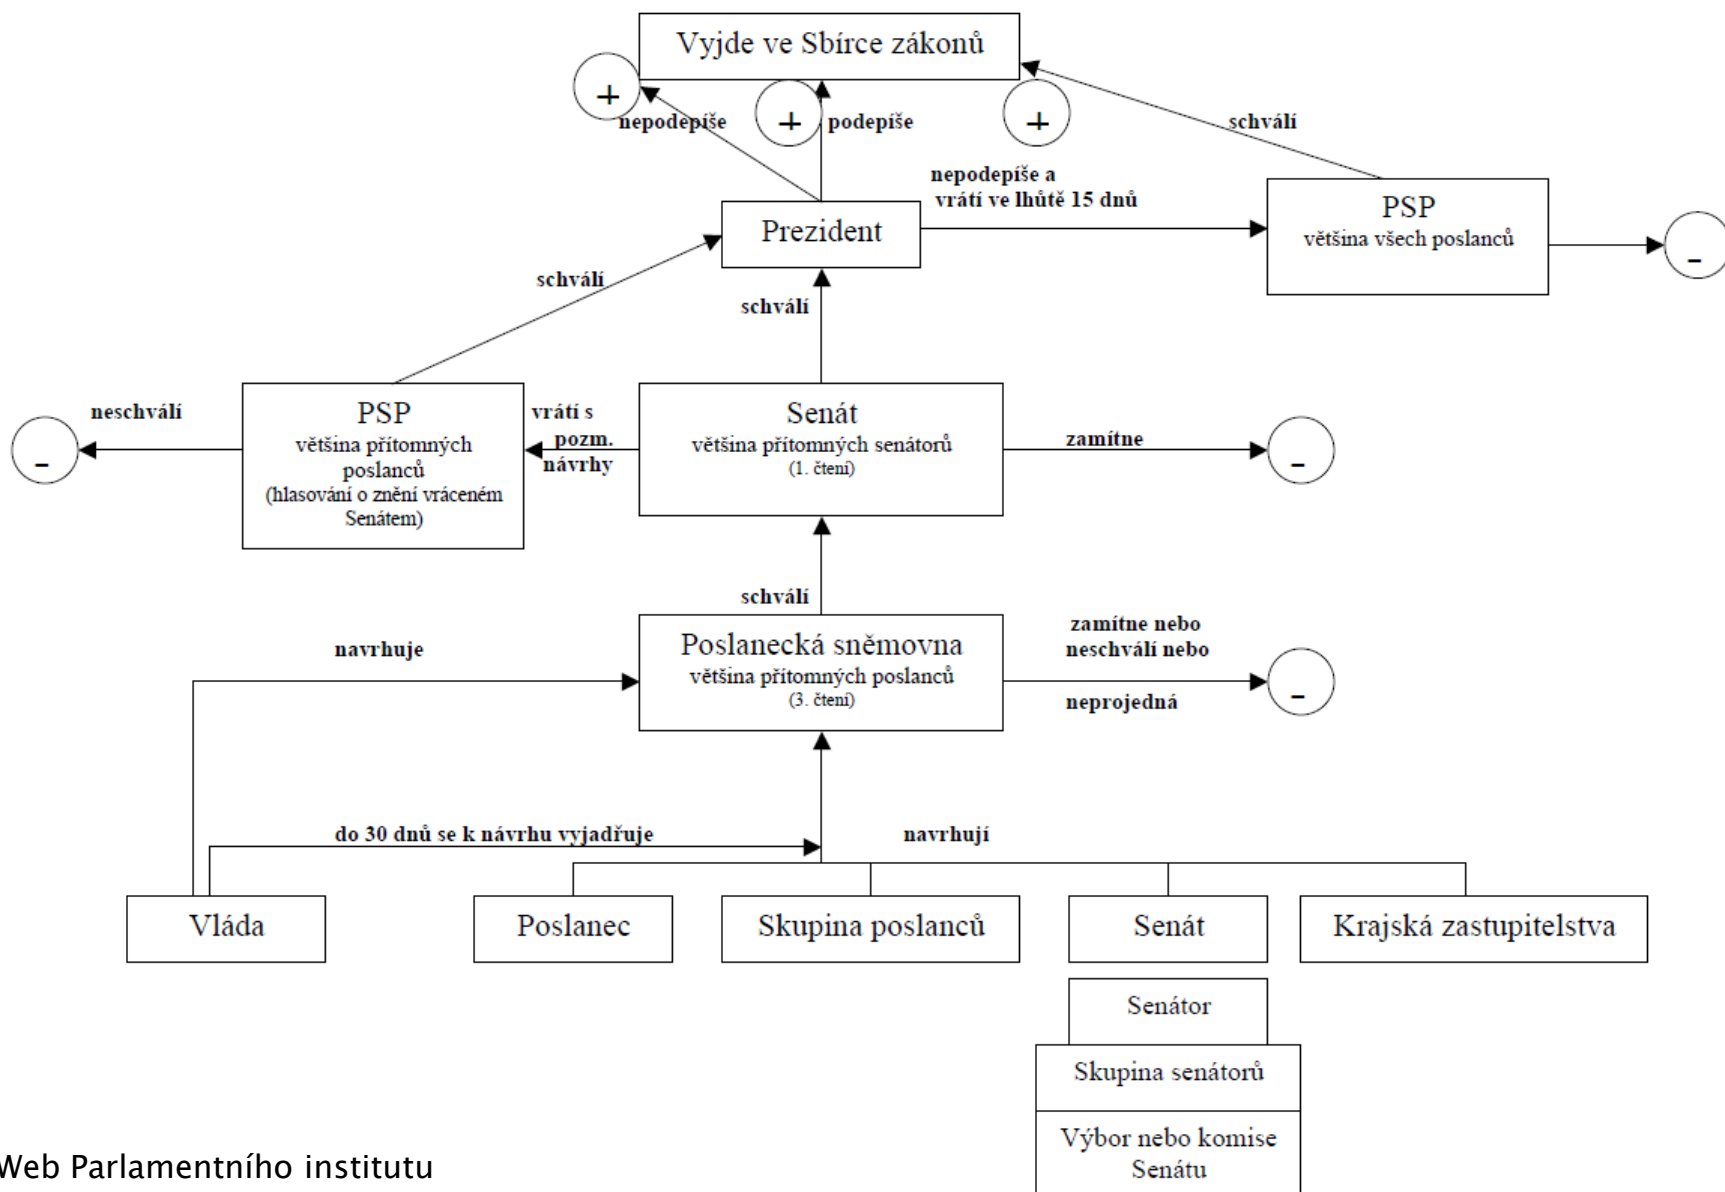 Vyjde ve Sbírce zákonů
+
+
+
nepodepíše
podepíše
schválí
nepodepíše a
vrátí ve lhůtě 15 dnů
Prezident
PSP
většina všech poslanců
-
schválí
schválí
neschválí
-
PSP
většina přítomných
poslanců
(hlasování o znění vráceném
Senátem)
vrátí s
pozm.
návrhy
Senát
většina přítomných senátorů
(1. čtení)
zamítne
-
schválí
navrhuje
Poslanecká sněmovna
většina přítomných poslanců
(3. čtení)
zamítne nebo
neschválí nebo
neprojedná
-
do 30 dnů se k návrhu vyjadřuje
navrhují
Vláda
Poslanec
Skupina poslanců
Senát
Krajská zastupitelstva
Senátor
Skupina senátorů
Výbor nebo komise
Senátu
Web Parlamentního institutu